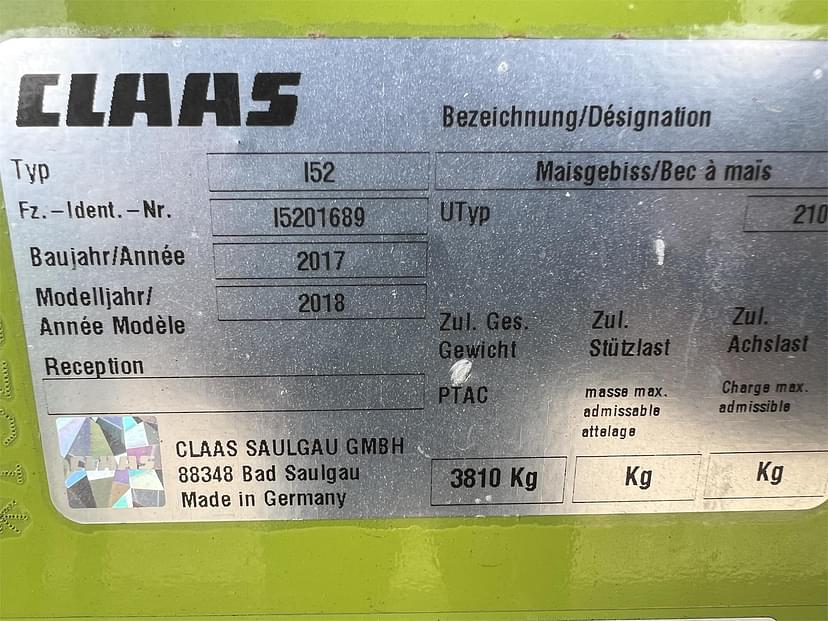 CLAAS
Bezeichnung/Désignation
Typ I52 Maisgebiss/Bec à maïs
Fz.-Ident.-Nr. I5201689 UTyp 210
Baujahr/Année 2017
Modelljahr/
Année Modèle 2018
Reception
Zul. Ges.
Gewicht
PTAC
3810 Kg
Zul.
Stützlast
masse max.
admissable
attelage
Kg
Zul.
Achslast
Charge max.
admissible
Kg
CLAAS
CLAAS SAULGAU GMBH
88348 Bad Saulgau
Made in Germany